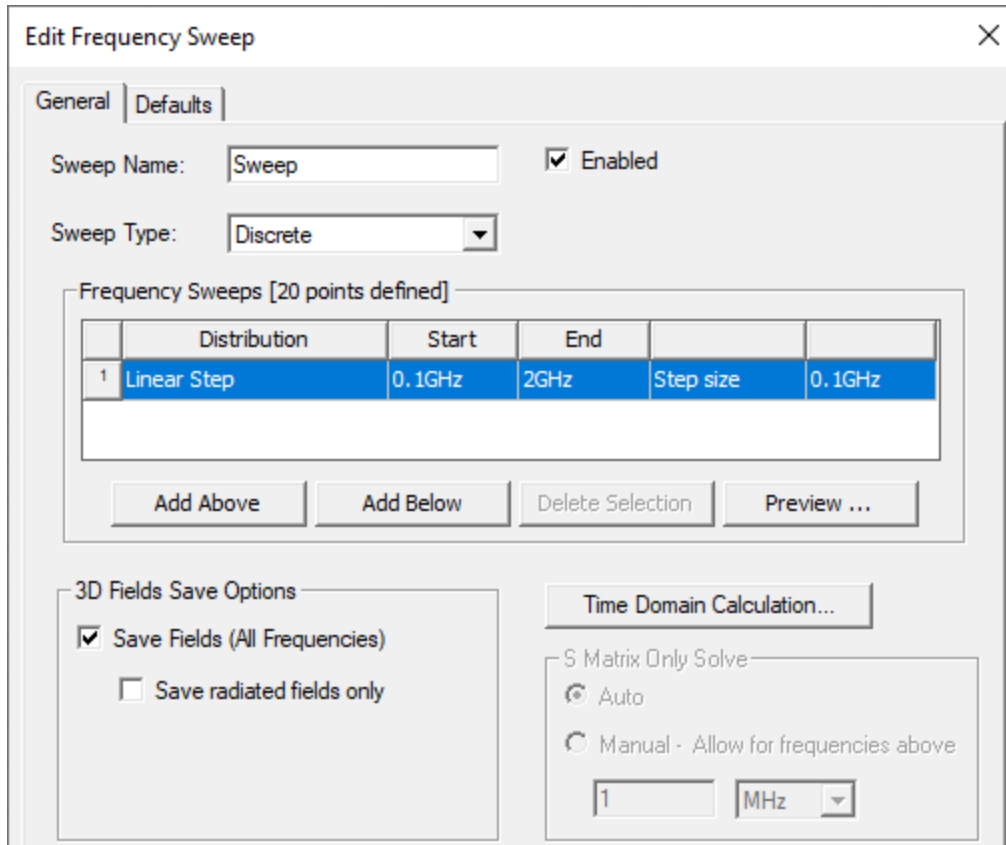 Edit Frequency Sweep
General Defaults
Sweep Name: Sweep Enabled
Sweep Type: Discrete
Frequency Sweeps [20 points defined]
Distribution Start End
1 Linear Step 0.1GHz 2GHz Step size 0.1GHz
Add Above Add Below Delete Selection Preview ...
3D Fields Save Options
Save Fields (All Frequencies)
Save radiated fields only
Time Domain Calculation...
S Matrix Only Solve
Auto
Manual - Allow for frequencies above
1 MHz